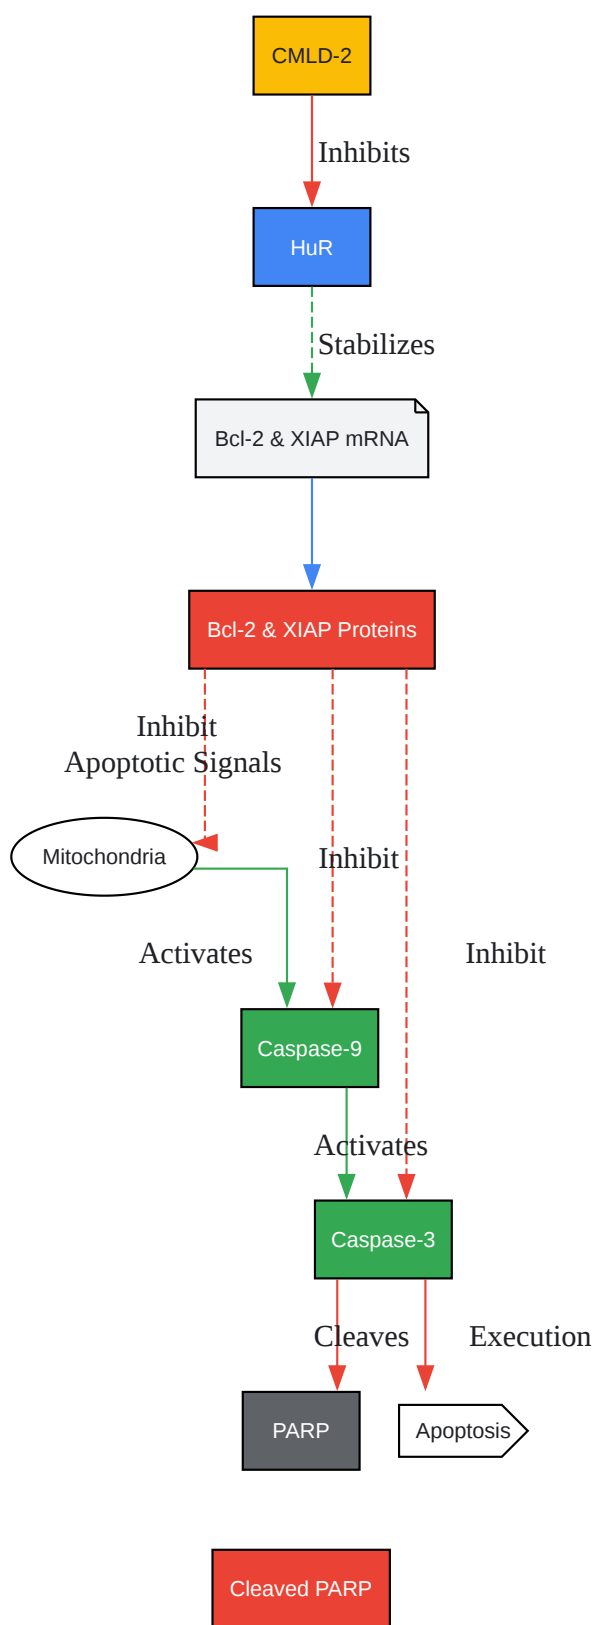 CMLD-2
Inhibits
HuR
Stabilizes
Bcl-2 & XIAP mRNA
Bcl-2 & XIAP Proteins
Inhibit
Apoptotic Signals
Mitochondria
Inhibit
Activates
Inhibit
Caspase-9
Activates
Caspase-3
Cleaves
Execution
PARP
Apoptosis
Cleaved PARP